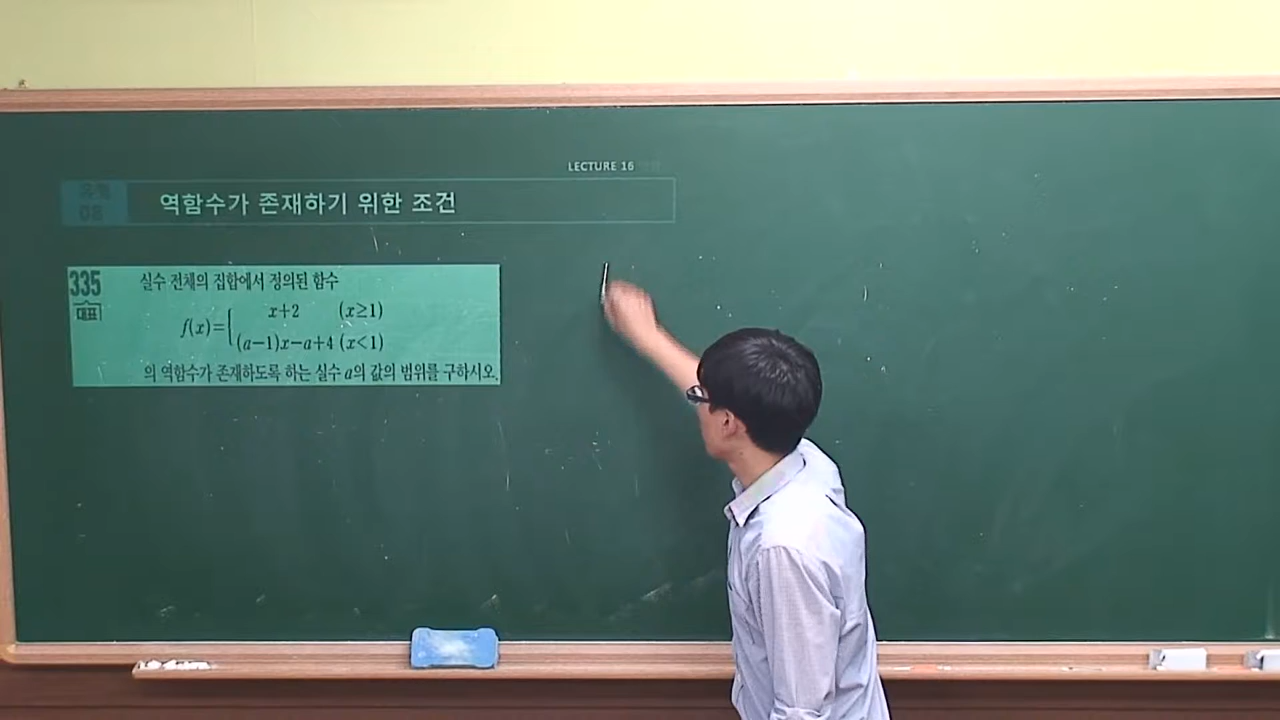 LECTURE 16
유형
08
역함수가 존재하기 위한 조건
335
대표
실수 전체의 집합에서 정의된 함수
f(x)={ x+2 (x≥1)
(a−1)x−a+4 (x<1)
의 역함수가 존재하도록 하는 실수 a의 값의 범위를 구하시오.